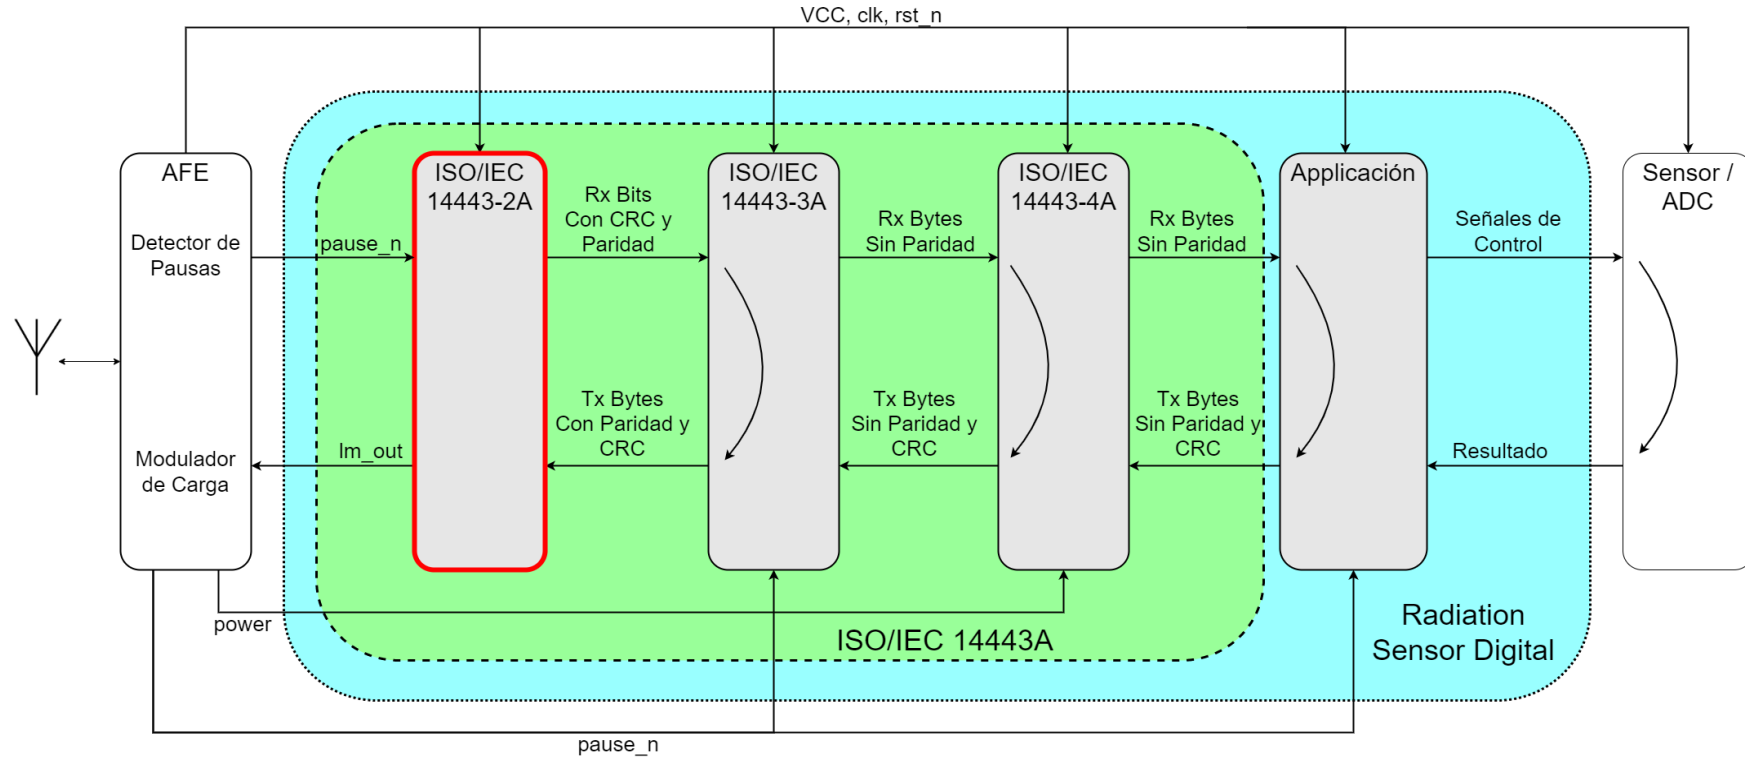 VCC, clk, rst_n
AFE
Detector de
Pausas
Modulador
de Carga
pause_n
lm_out
ISO/IEC
14443-2A
Rx Bits
Con CRC y
Paridad
Tx Bytes
Con Paridad y
CRC
ISO/IEC
14443-3A
Rx Bytes
Sin Paridad
Tx Bytes
Sin Paridad y
CRC
ISO/IEC
14443-4A
Rx Bytes
Sin Paridad
Tx Bytes
Sin Paridad y
CRC
Applicación
Señales de
Control
Resultado
Sensor /
ADC
power
ISO/IEC 14443A
Radiation
Sensor Digital
pause_n